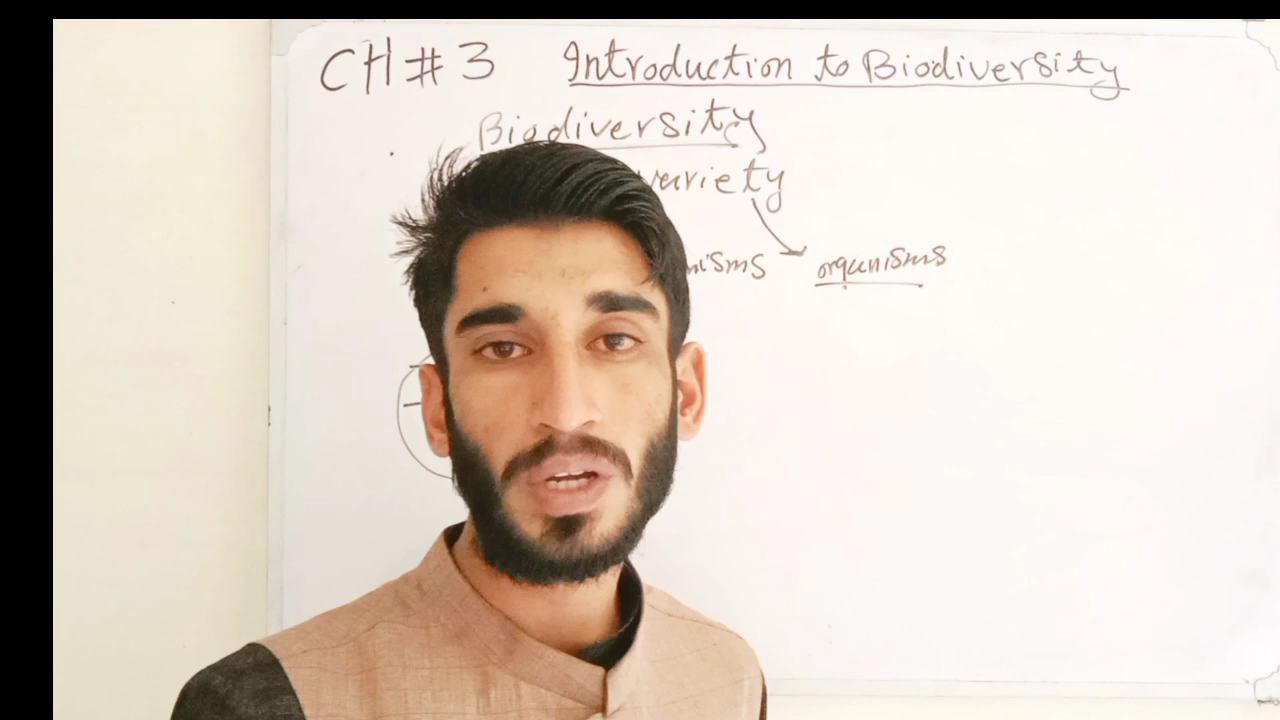 CH # 3 Introduction to Biodiversity
Biodiversity
variety
organisms